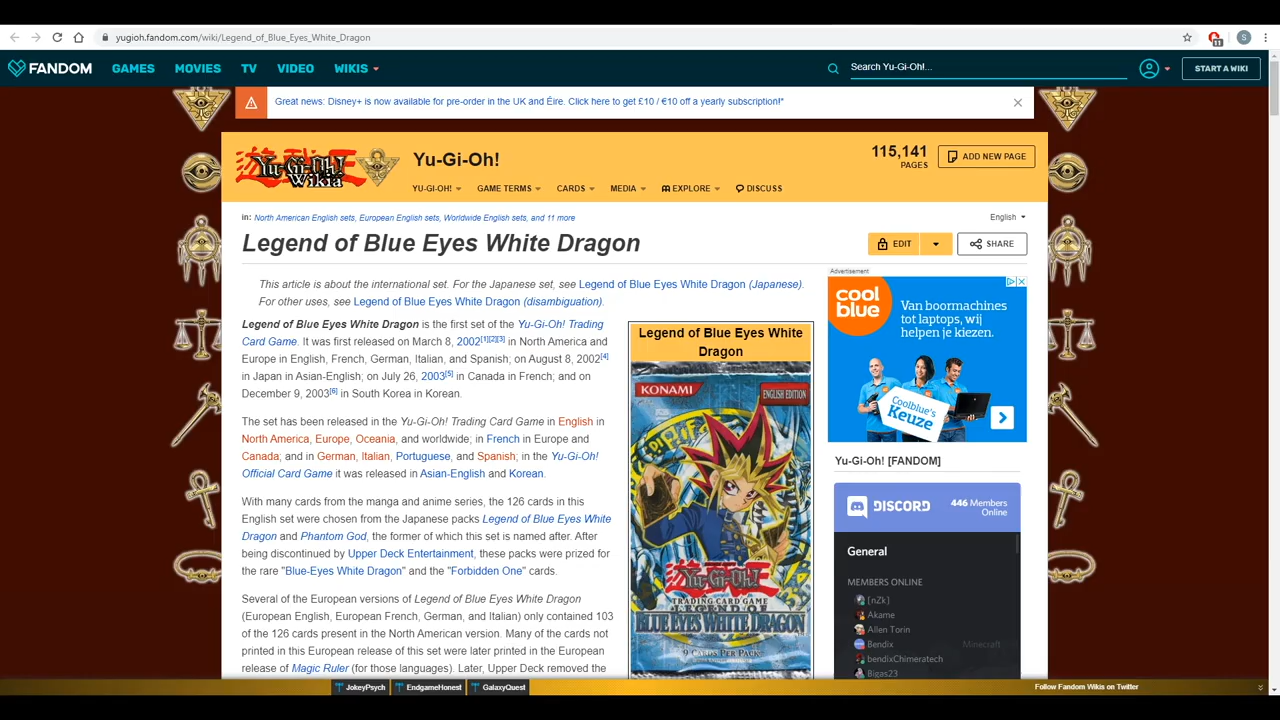 yugioh.fandom.com/wiki/Legend_of_Blue_Eyes_White_Dragon
11
S
FANDOM
GAMES
MOVIES
TV
VIDEO
WIKIS
Search Yu-Gi-Oh!...
START A WIKI
Great news: Disney+ is now available for pre-order in the UK and Éire. Click here to get £10 / €10 off a yearly subscription!*
Yu-Gi-Oh!
Wikia
Yu-Gi-Oh!
115,141
PAGES
ADD NEW PAGE
YU-GI-OH!
GAME TERMS
CARDS
MEDIA
EXPLORE
DISCUSS
in: North American English sets, European English sets, Worldwide English sets, and 11 more
English
Legend of Blue Eyes White Dragon
EDIT
SHARE
This article is about the international set. For the Japanese set, see Legend of Blue Eyes White Dragon (Japanese).
For other uses, see Legend of Blue Eyes White Dragon (disambiguation).
Legend of Blue Eyes White Dragon is the first set of the Yu-Gi-Oh! Trading
Card Game. It was first released on March 8, 2002[1][2][3] in North America and
Europe in English, French, German, Italian, and Spanish; on August 8, 2002[4]
in Japan in Asian-English; on July 26, 2003[5] in Canada in French; and on
December 9, 2003[6] in South Korea in Korean.
The set has been released in the Yu-Gi-Oh! Trading Card Game in English in
North America, Europe, Oceania, and worldwide; in French in Europe and
Canada; and in German, Italian, Portuguese, and Spanish; in the Yu-Gi-Oh!
Official Card Game it was released in Asian-English and Korean.
With many cards from the manga and anime series, the 126 cards in this
English set were chosen from the Japanese packs Legend of Blue Eyes White
Dragon and Phantom God, the former of which this set is named after. After
being discontinued by Upper Deck Entertainment, these packs were prized for
the rare "Blue-Eyes White Dragon" and the "Forbidden One" cards.
Several of the European versions of Legend of Blue Eyes White Dragon
(European English, European French, German, and Italian) only contained 103
of the 126 cards present in the North American version. Many of the cards not
printed in this European release of this set were later printed in the European
release of Magic Ruler (for those languages). Later, Upper Deck removed the
Legend of Blue Eyes White
Dragon
KONAMI
ENGLISH EDITION
Yu-Gi-Oh!
TRADING CARD GAME
LEGEND OF
BLUE EYES WHITE DRAGON
9 CARDS PER PACK
Advertisement
cool
blue
Van boormachines
tot laptops, wij
helpen je kiezen.
Coolblue's
Keuze
Yu-Gi-Oh! [FANDOM]
DISCORD
446 Members
Online
General
MEMBERS ONLINE
[nZk]
Akame
Allen Torin
Bendix
Minecraft
bendixChimeratech
Bigas23
JokeyPsych
EndgameHonest
GalaxyQuest
Follow Fandom Wikis on Twitter